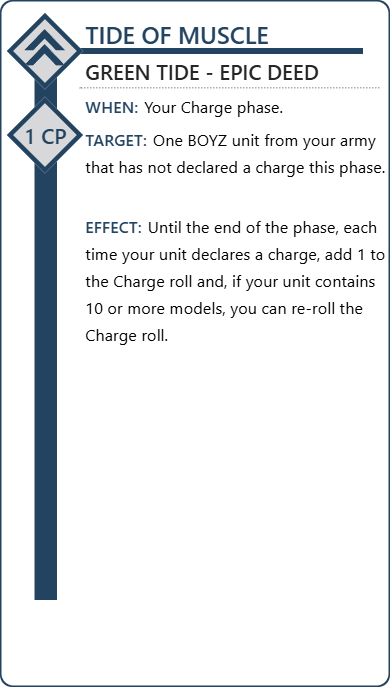 TIDE OF MUSCLE
GREEN TIDE - EPIC DEED
WHEN: Your Charge phase.
1 CP
TARGET: One BOYZ unit from your army
that has not declared a charge this phase.
EFFECT: Until the end of the phase, each
time your unit declares a charge, add 1 to
the Charge roll and, if your unit contains
10 or more models, you can re-roll the
Charge roll.